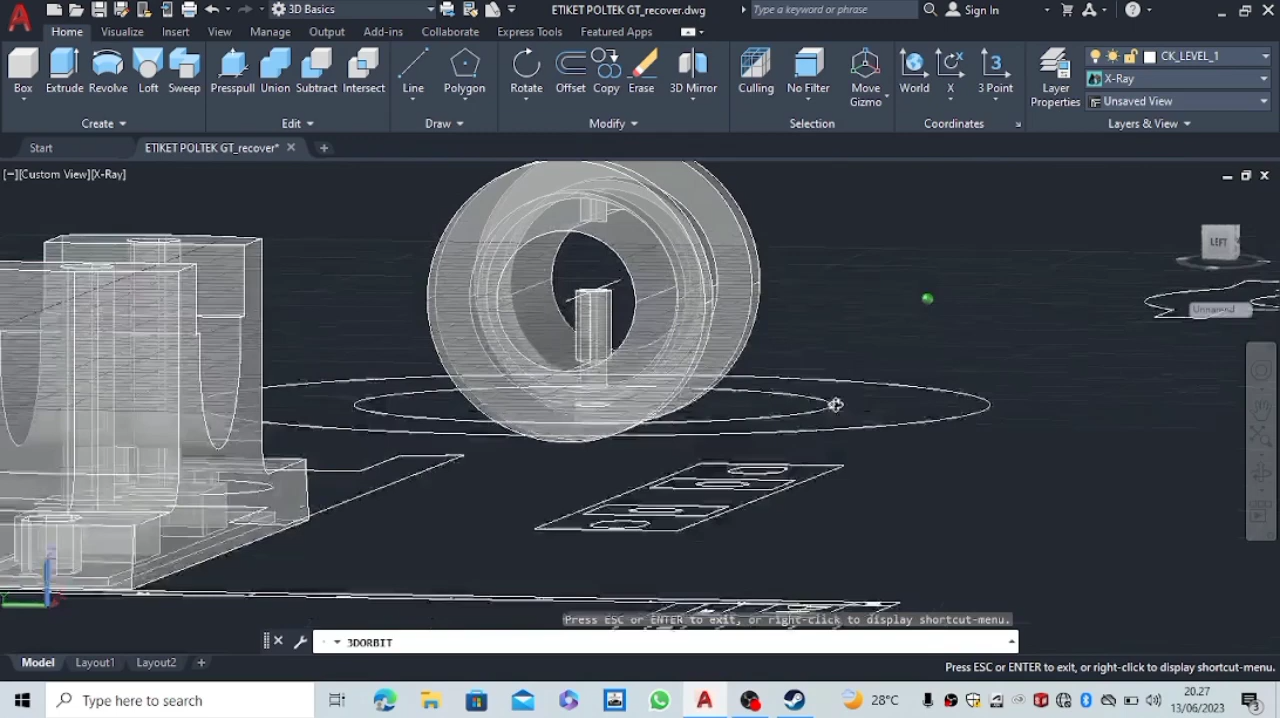 3D Basics
ETIKET POLTEK GT_recover.dwg
Type a keyword or phrase
Sign In
Home
Visualize
Insert
View
Manage
Output
Add-ins
Collaborate
Express Tools
Featured Apps
CK_LEVEL_1
X-Ray
Unsaved View
Box
Extrude
Revolve
Loft
Sweep
Presspull
Union
Subtract
Intersect
Line
Polygon
Rotate
Offset
Copy
Erase
3D Mirror
Culling
No Filter
Move
Gizmo
World
X
3 Point
Layer
Properties
Create
Edit
Draw
Modify
Selection
Coordinates
Layers & View
Start
ETIKET POLTEK GT_recover*
[−][Custom View][X-Ray]
LEFT
Unnamed
Press ESC or ENTER to exit, or right-click to display shortcut-menu.
3DORBIT
Model
Layout1
Layout2
Press ESC or ENTER to exit, or right-click to display shortcut-menu.
Type here to search
28°C
20.27
13/06/2023
3